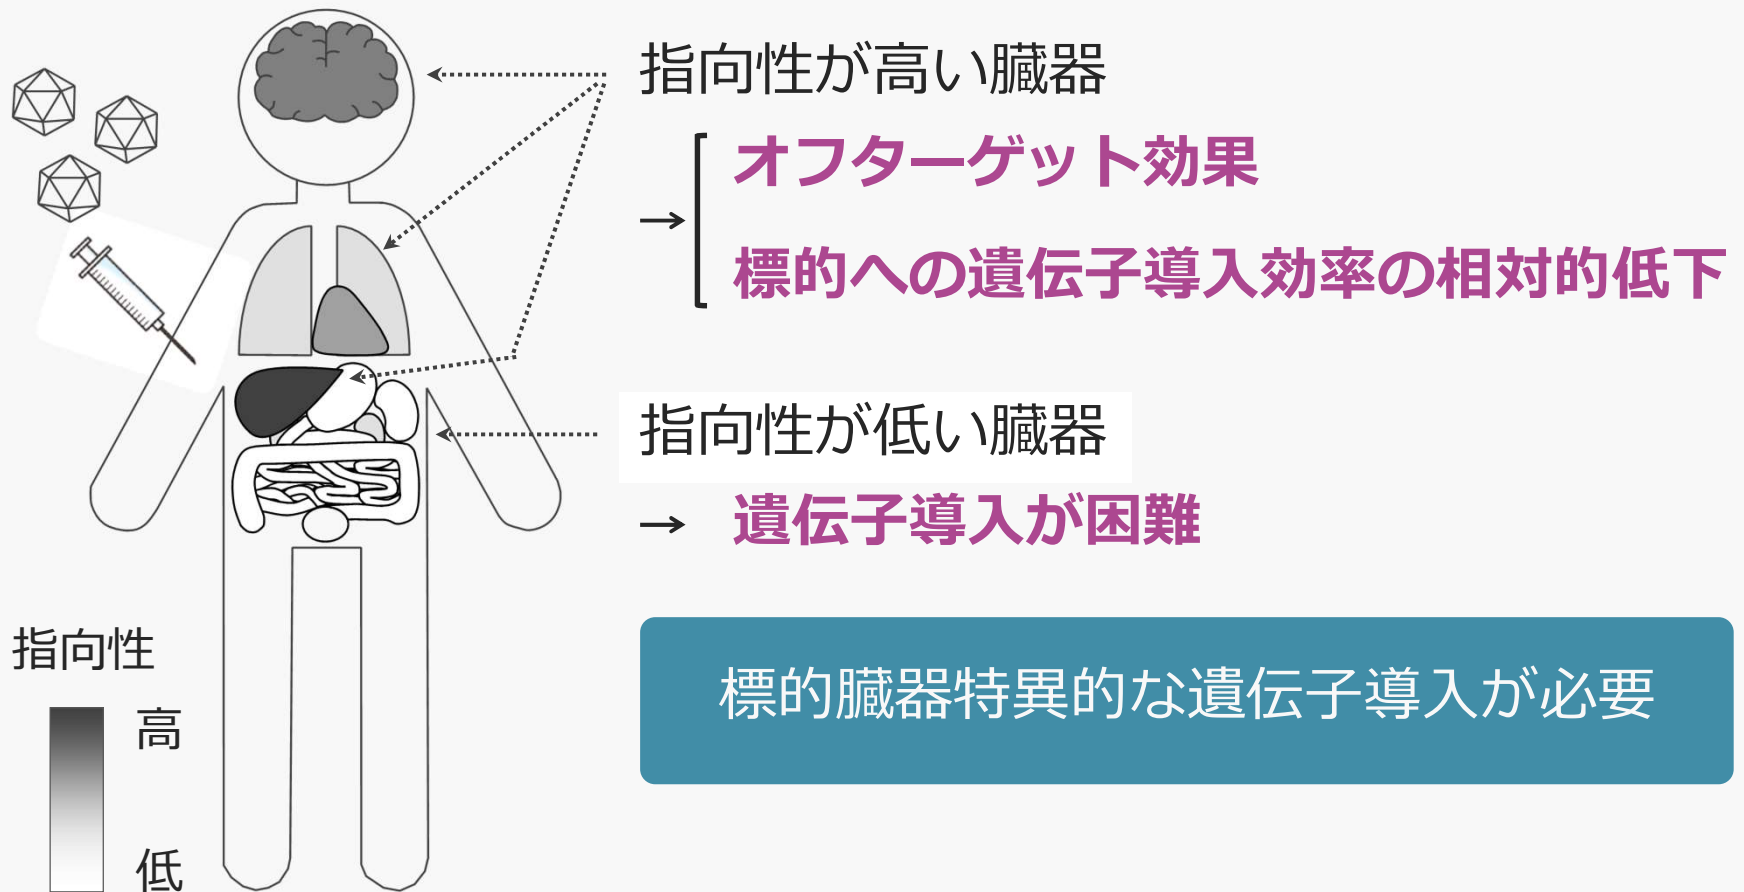 指向性が高い臓器
→
オフターゲット効果
標的への遺伝子導入効率の相対的低下
指向性が低い臓器
→ 遺伝子導入が困難
標的臓器特異的な遺伝子導入が必要
指向性
高
低